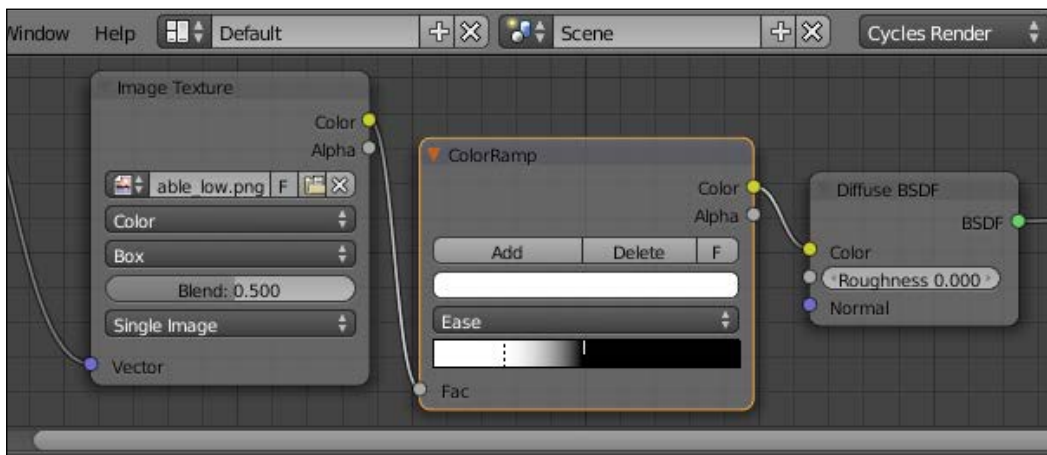 Window Help Default Scene Cycles Render
Image Texture
Color
Alpha
able_low.png F
Color
Box
Blend: 0.500
Single Image
Vector
ColorRamp
Color
Alpha
Add Delete F
Ease
Fac
Diffuse BSDF
BSDF
Color
Roughness 0.000
Normal